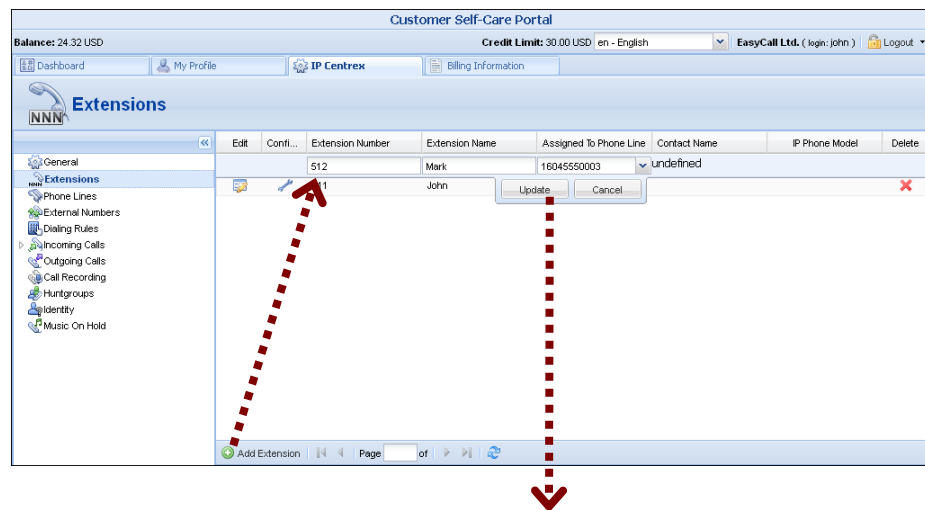 Customer Self-Care Portal
Balance: 24.32 USD Credit Limit: 30.00 USD en - English EasyCall Ltd. ( login: john ) Logout
Dashboard My Profile IP Centrex Billing Information
NNN Extensions
Edit Confi... Extension Number Extension Name Assigned To Phone Line Contact Name IP Phone Model Delete
512 Mark 16045550003 undefined
John
Update Cancel
General
NNN Extensions
Phone Lines
External Numbers
Dialing Rules
Incoming Calls
Outgoing Calls
Call Recording
Huntgroups
Identity
Music On Hold
Add Extension Page of